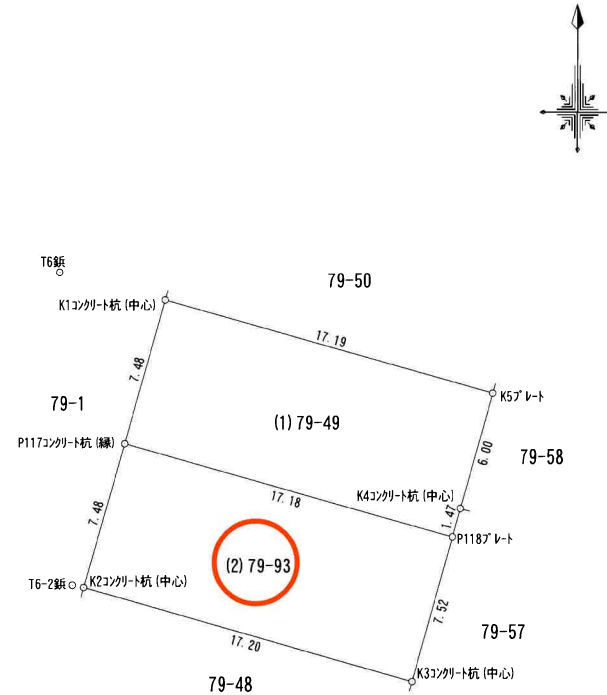 T6鋲
79-50
K1コンクリート杭(中心)
17.19
7.48
K5プレート
79-1
(1) 79-49
6.00
79-58
P117コンクリート杭(縁)
K4コンクリート杭(中心)
17.18
1.47
7.48
P118プレート
(2) 79-93
T6-2鋲
K2コンクリート杭(中心)
7.52
79-57
17.20
K3コンクリート杭(中心)
79-48